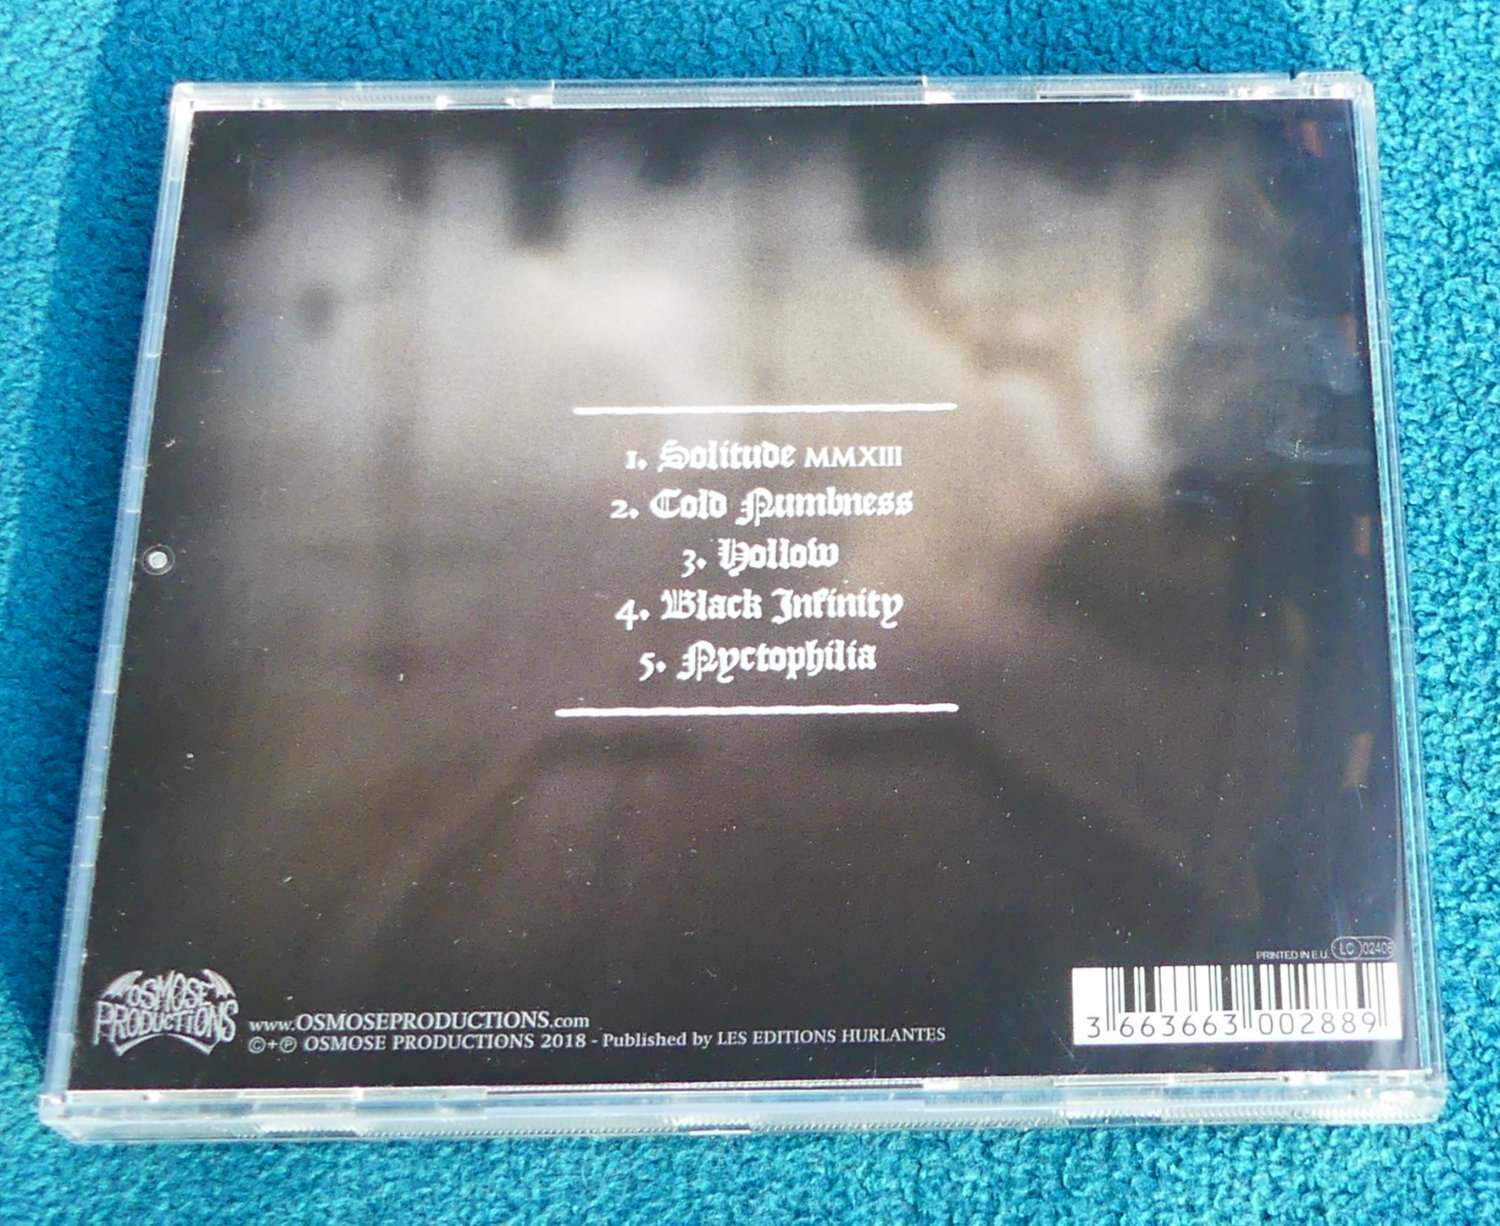 1. Solitude MMXIII
2. Cold Numbness
3. Hollow
4. Black Infinity
5. Nyctophilia
OSMOSE
PRODUCTIONS
www.OSMOSEPRODUCTIONS.com
©+℗ OSMOSE PRODUCTIONS 2018 - Published by LES EDITIONS HURLANTES
PRINTED IN E.U. LC 02406
3 663663 002889